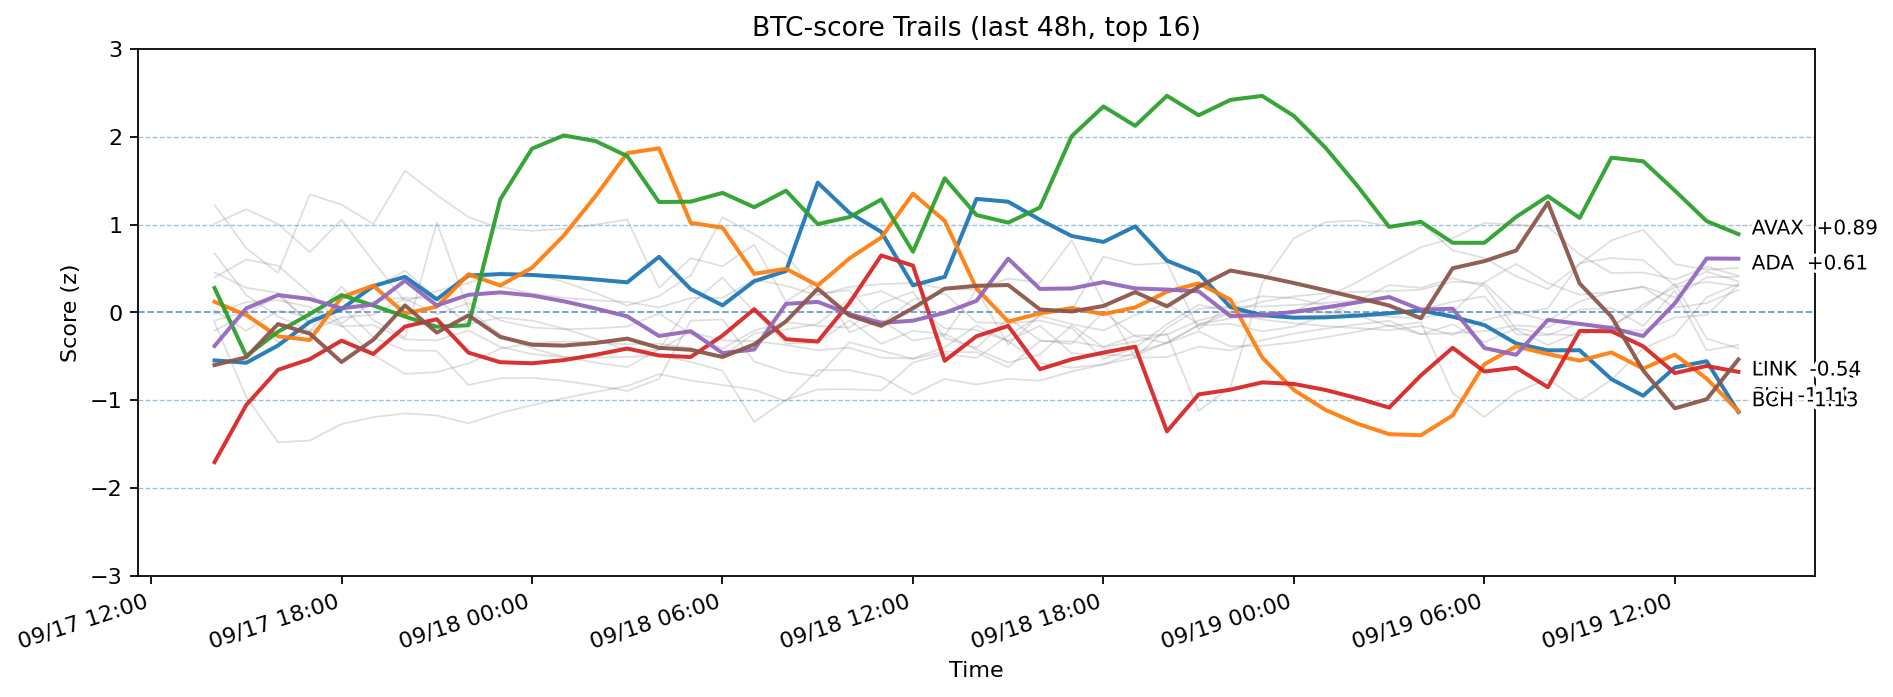 BTC-score Trails (last 48h, top 16)
Score (z)
3
2
1
0
−1
−2
−3
AVAX +0.89
ADA +0.61
LINK -0.54
BCH -1.13
09/17 12:00
09/17 18:00
09/18 00:00
09/18 06:00
09/18 12:00
09/18 18:00
09/19 00:00
09/19 06:00
09/19 12:00
Time